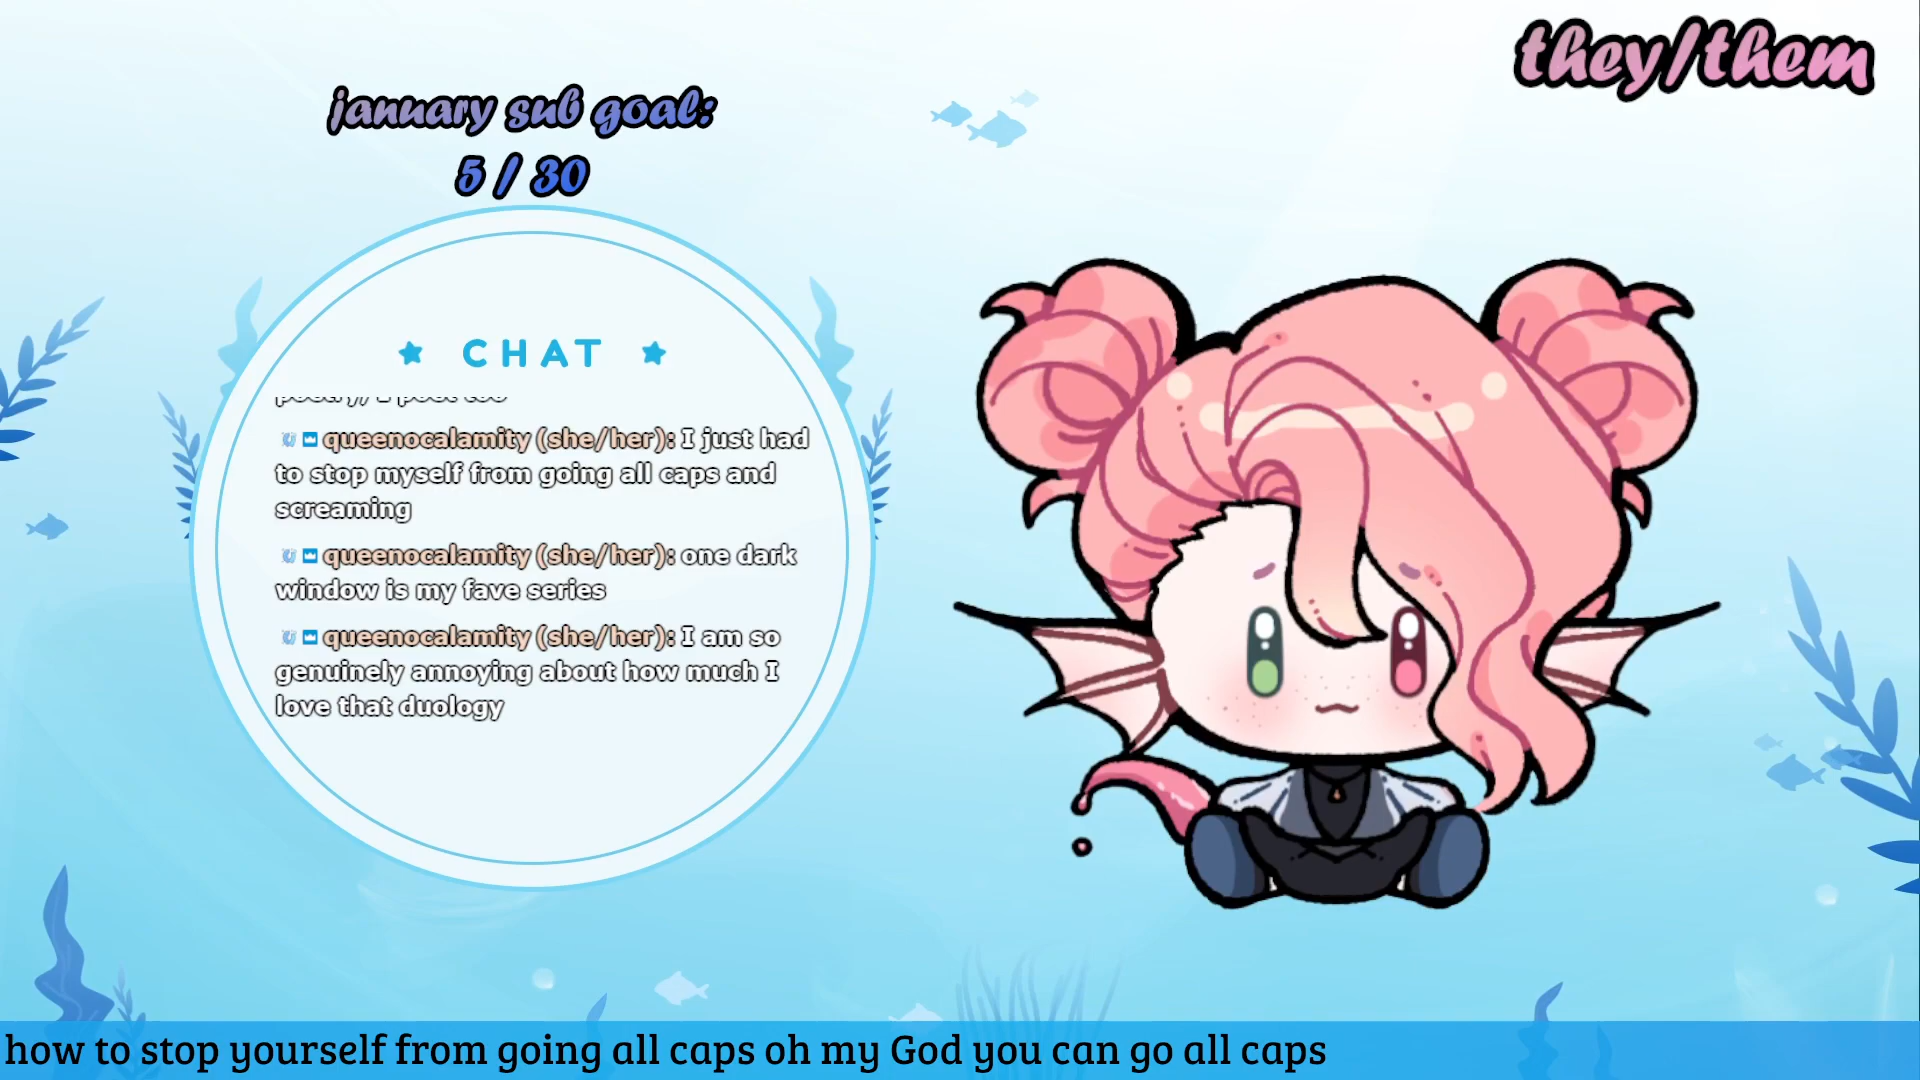 they/them
january sub goal:
5 / 30
CHAT
queenocalamity (she/her): I just had
to stop myself from going all caps and
screaming
queenocalamity (she/her): one dark
window is my fave series
queenocalamity (she/her): I am so
genuinely annoying about how much I
love that duology
how to stop yourself from going all caps oh my God you can go all caps